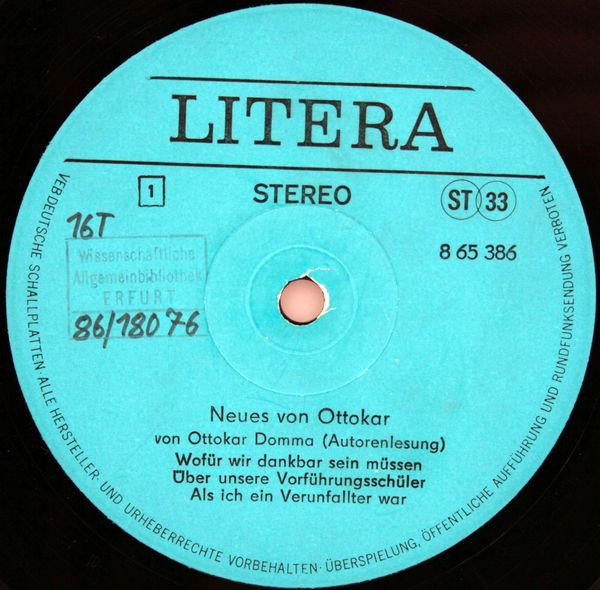 LITERA
1
STEREO
ST 33
8 65 386
16T
Wissenschaftliche
Allgemeinbibliothek
ERFURT
86/180 76
Neues von Ottokar
von Ottokar Domma (Autorenlesung)
Wofür wir dankbar sein müssen
Über unsere Vorführungsschüler
Als ich ein Verunfallter war
VEB DEUTSCHE SCHALLPLATTEN · ALLE HERSTELLER- UND URHEBERRECHTE VORBEHALTEN · ÜBERSPIELUNG, ÖFFENTLICHE AUFFÜHRUNG UND RUNDFUNKSENDUNG VERBOTEN